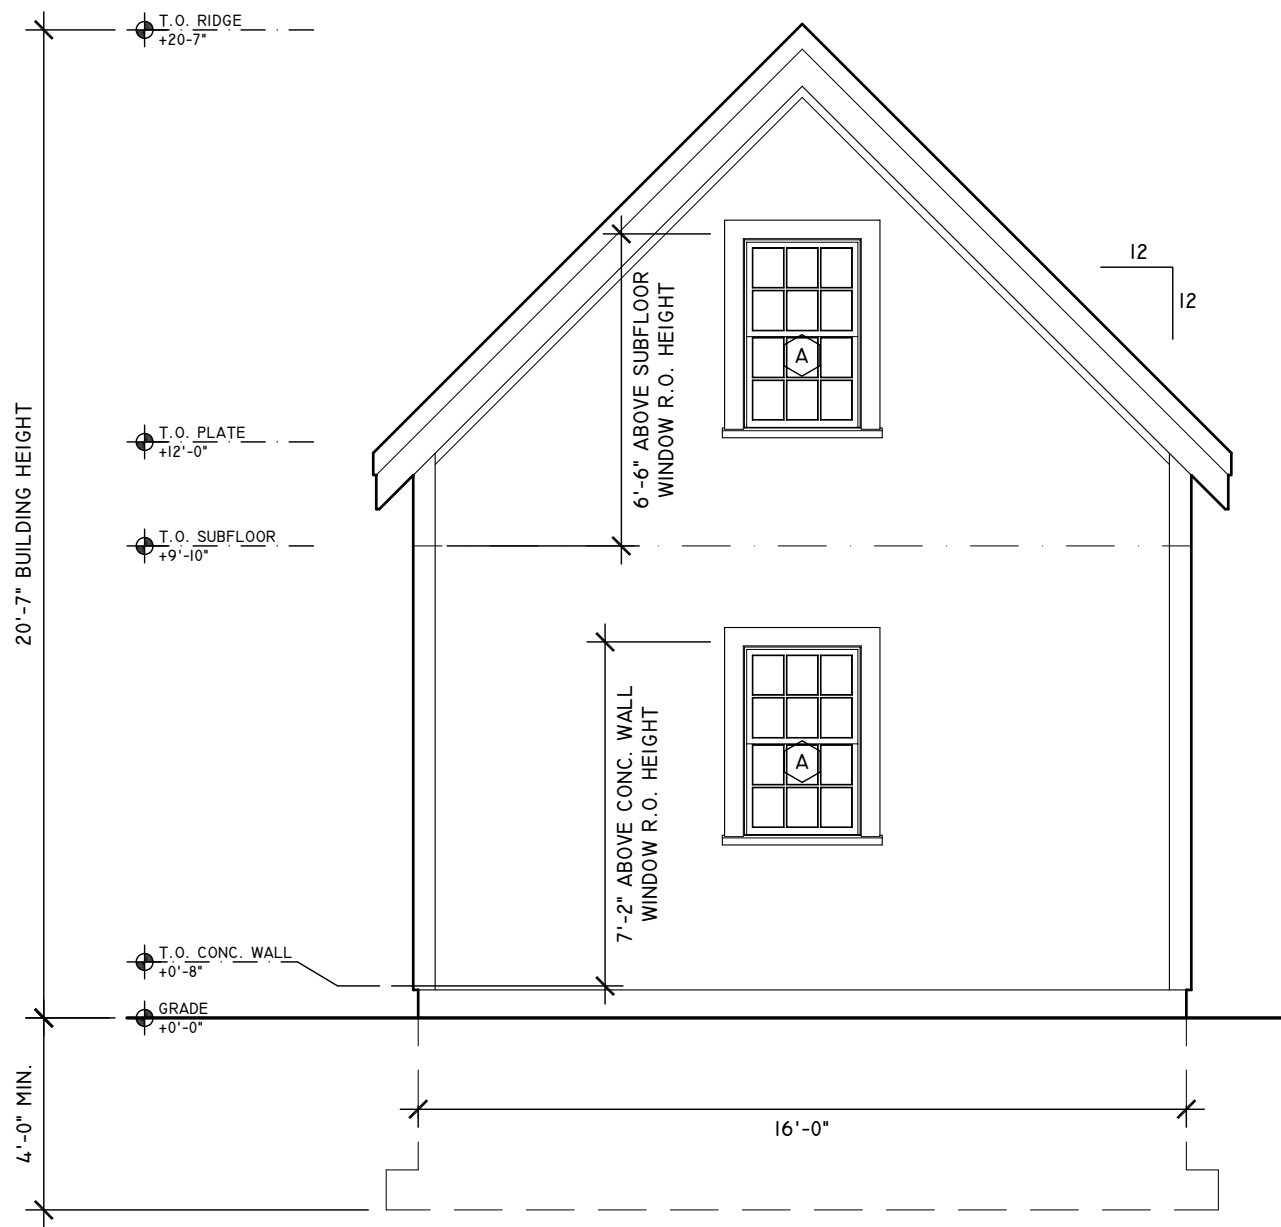 T.O. RIDGE
+20-7"
12
12
A
6'-6" ABOVE SUBFLOOR
WINDOW R.O. HEIGHT
T.O. PLATE
+12'-0"
20'-7" BUILDING HEIGHT
T.O. SUBFLOOR
+9'-10"
A
7'-2" ABOVE CONC. WALL
WINDOW R.O. HEIGHT
T.O. CONC. WALL
+0'-8"
GRADE
+0'-0"
4'-0" MIN.
16'-0"